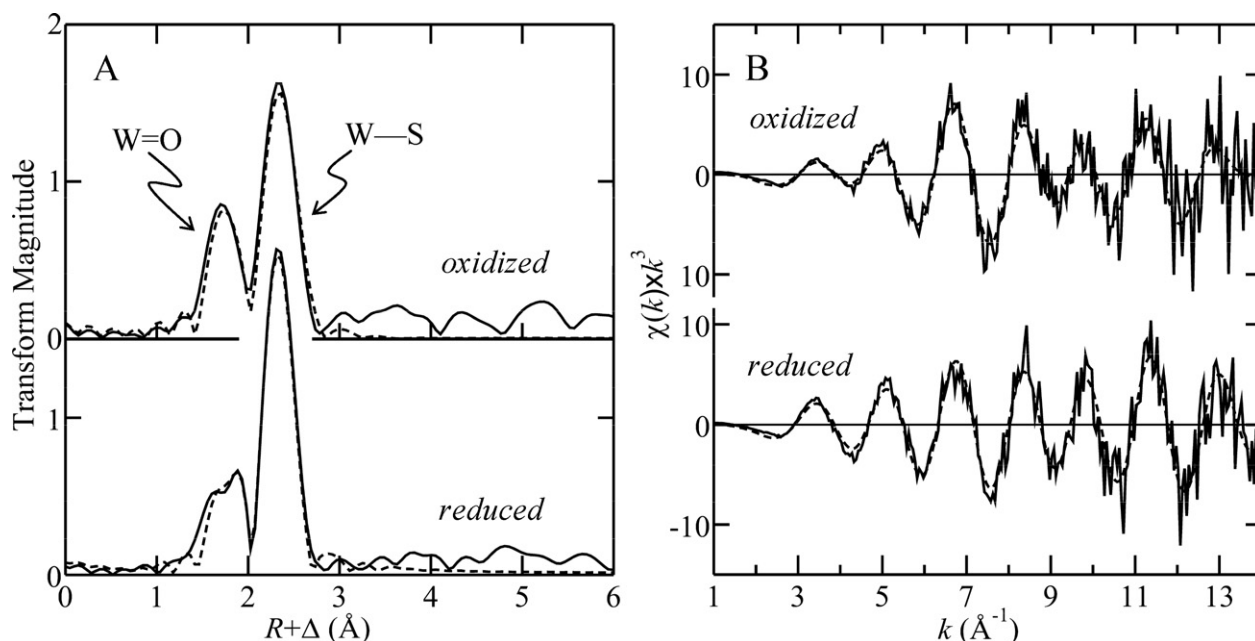 2
A
W=O
W—S
1
oxidized
0
Transform Magnitude
1
reduced
0
0 1 2 3 4 5 6
R+Δ (Å)
10
B
oxidized
0
10
χ(k)×k³
10
reduced
0
-10
1 3 5 7 9 11 13
k (Å⁻¹)